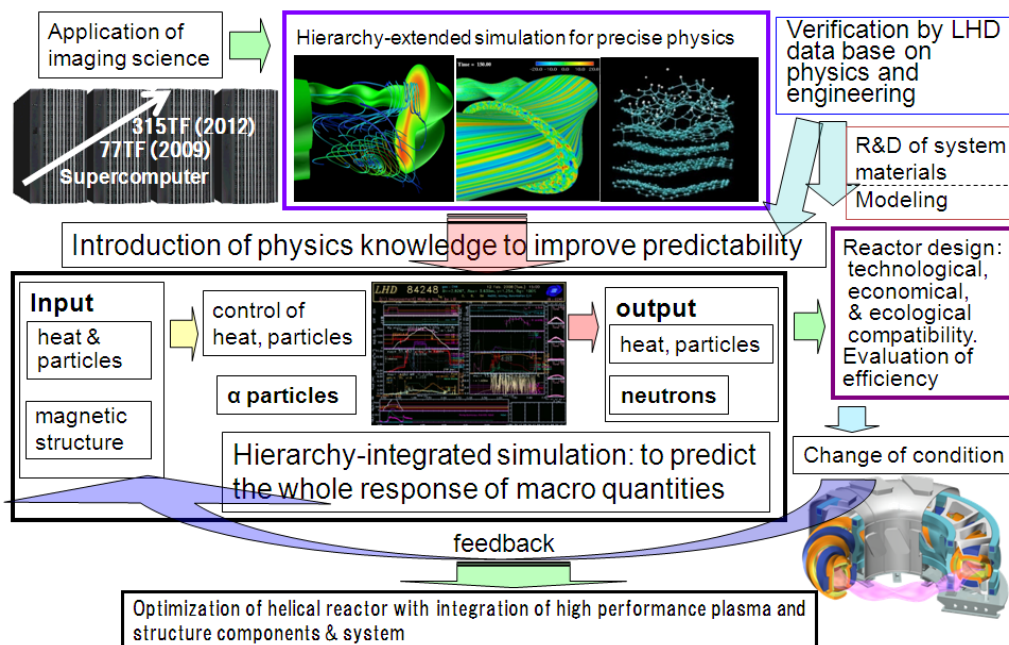 Application of
imaging science
315TF (2012)
77TF (2009)
Supercomputer
Hierarchy-extended simulation for precise physics
Time = 150.00
Verification by LHD
data base on
physics and
engineering
R&D of system
materials
Modeling
Introduction of physics knowledge to improve predictability
Input
heat &
particles
magnetic
structure
control of
heat, particles
α particles
LHD 84248
output
heat, particles
neutrons
Hierarchy-integrated simulation: to predict
the whole response of macro quantities
Reactor design:
technological,
economical,
& ecological
compatibility.
Evaluation of
efficiency
Change of condition
feedback
Optimization of helical reactor with integration of high performance plasma and
structure components & system